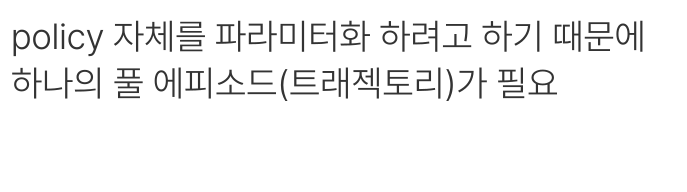 policy 자체를 파라미터화 하려고 하기 때문에
하나의 풀 에피소드(트래젝토리)가 필요